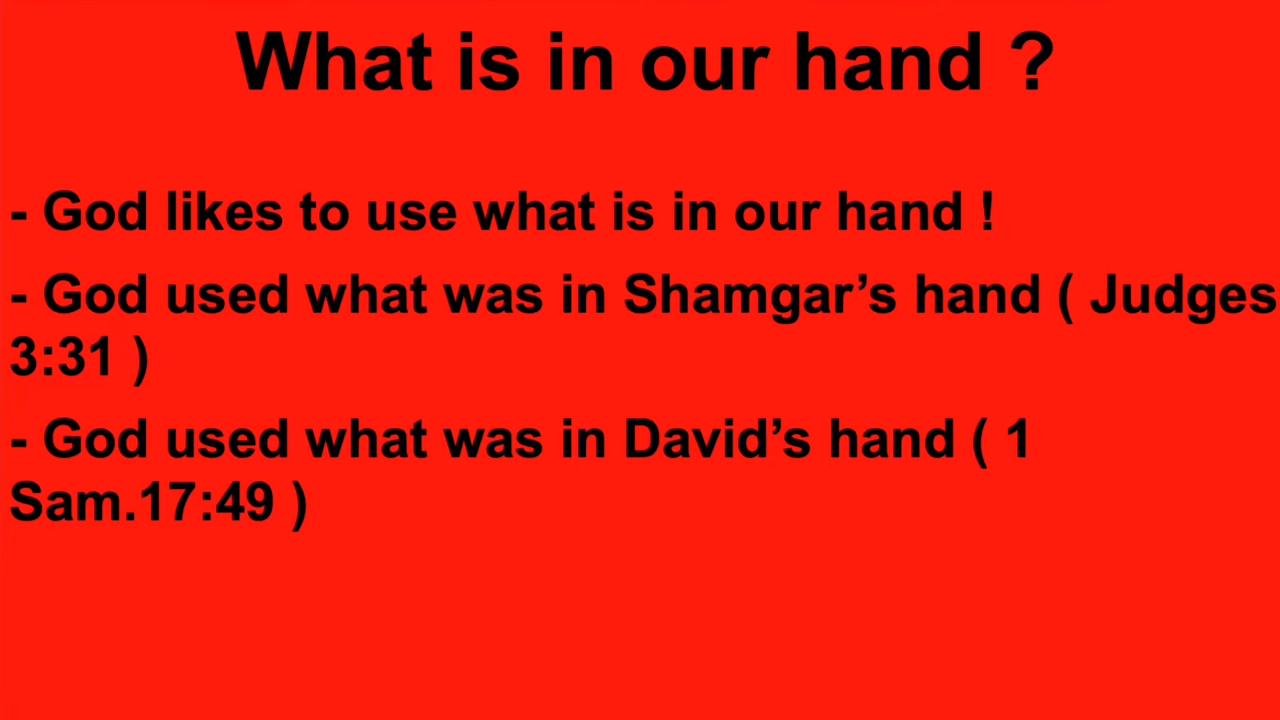 What is in our hand ?
- God likes to use what is in our hand !
- God used what was in Shamgar’s hand ( Judges
3:31 )
- God used what was in David’s hand ( 1
Sam.17:49 )